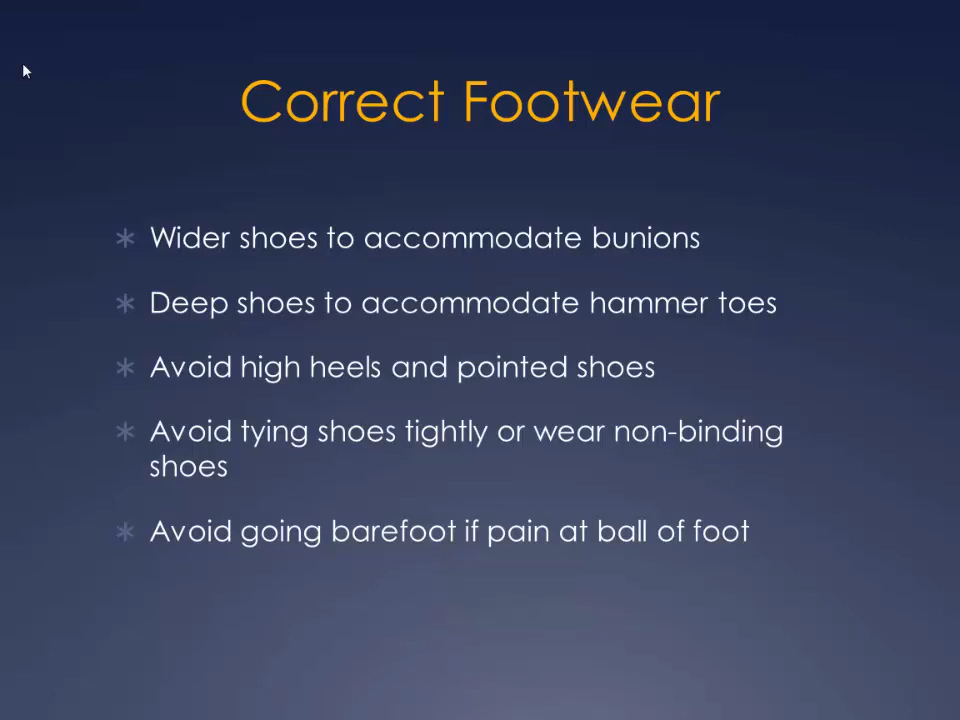 Correct Footwear
Wider shoes to accommodate bunions
Deep shoes to accommodate hammer toes
Avoid high heels and pointed shoes
Avoid tying shoes tightly or wear non-binding
shoes
Avoid going barefoot if pain at ball of foot